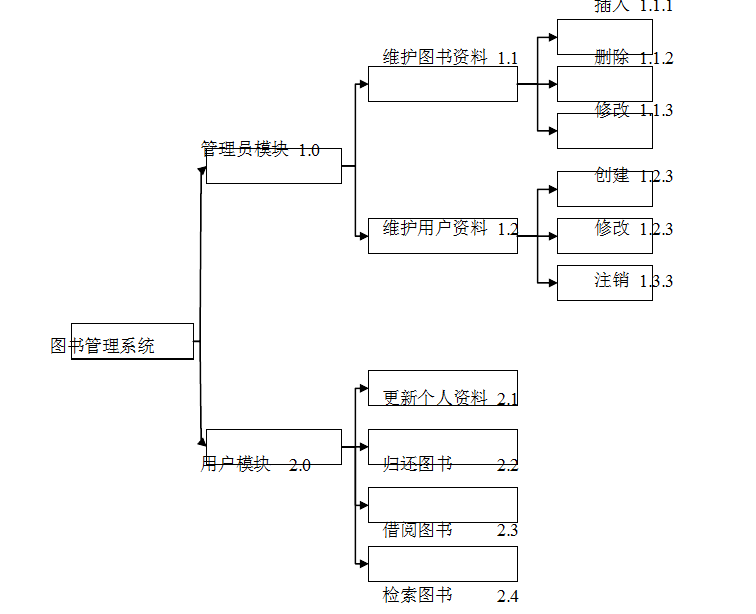 插入 1.1.1
维护图书资料 1.1
删除 1.1.2
修改 1.1.3
管理员模块 1.0
创建 1.2.3
维护用户资料 1.2
修改 1.2.3
注销 1.3.3
图书管理系统
更新个人资料 2.1
用户模块 2.0
归还图书 2.2
借阅图书 2.3
检索图书 2.4